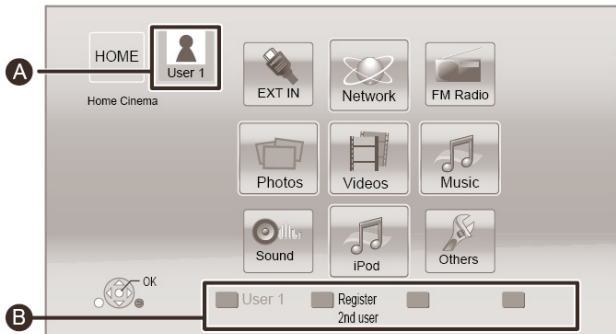 A
HOME
User 1
Home Cinema
EXT IN
Network
FM Radio
Photos
Videos
Music
Sound
iPod
Others
OK
B
User 1
Register
2nd user